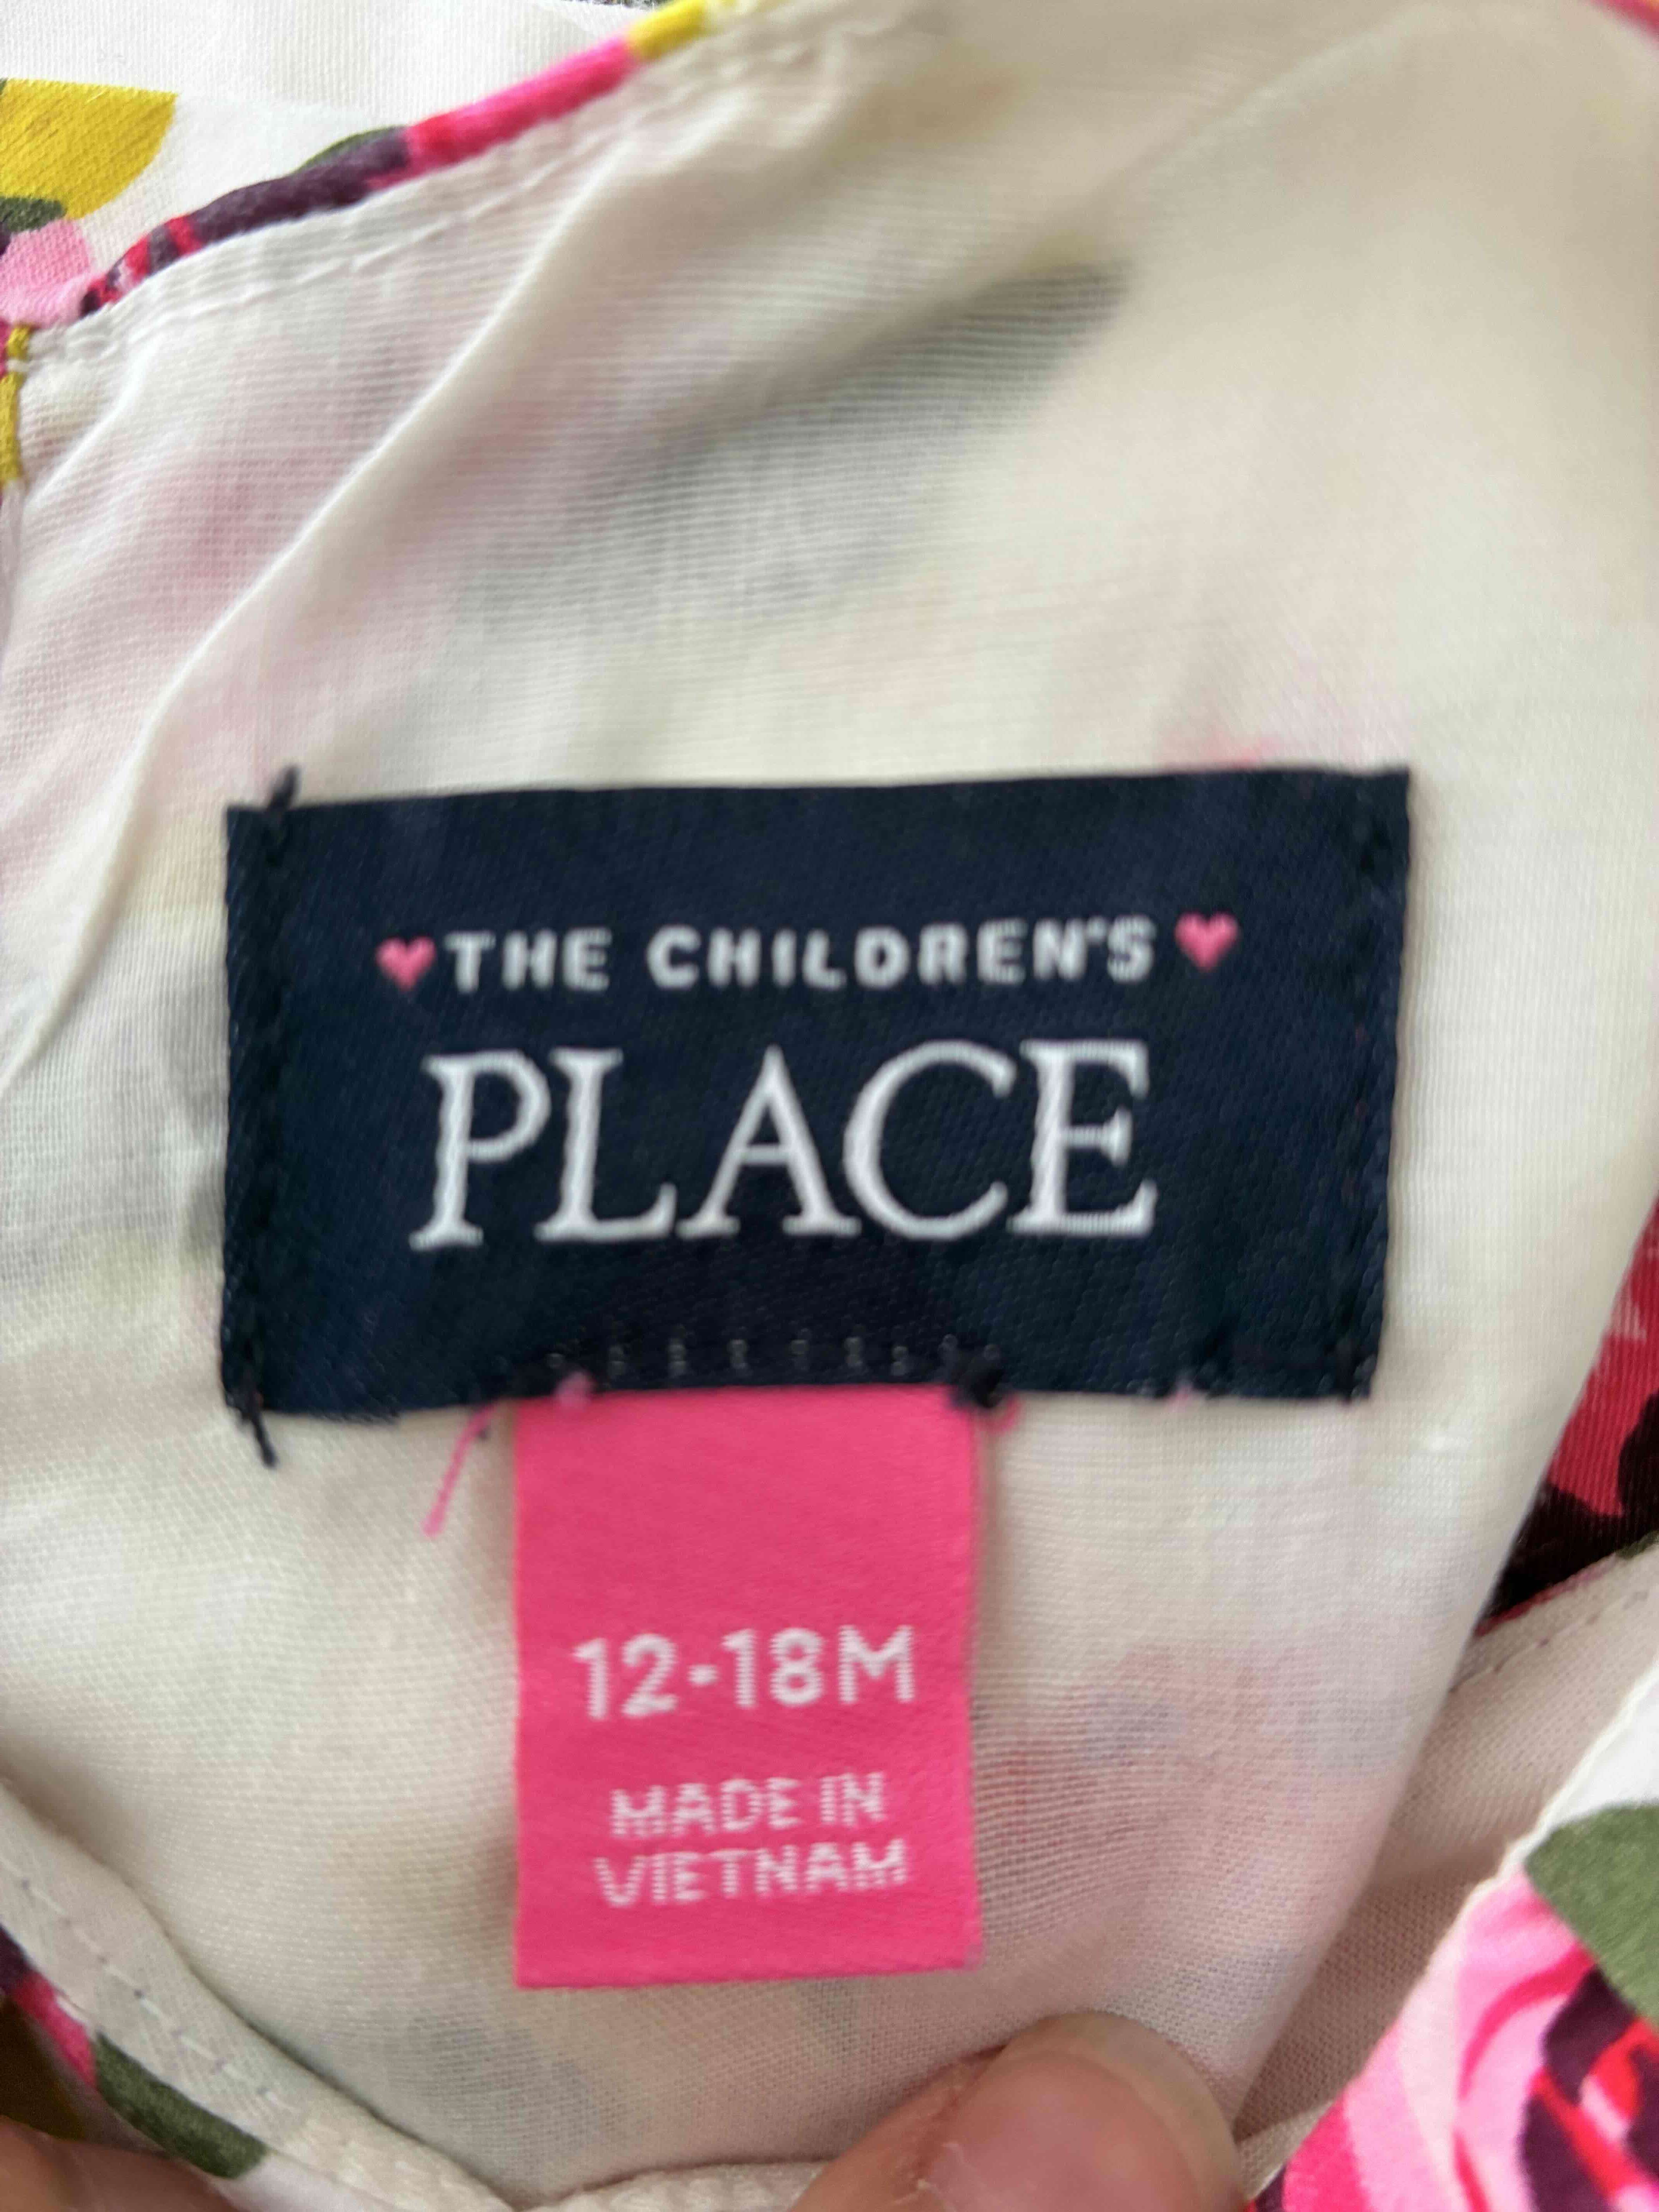 THE CHILDREN'S
PLACE
12-18M
MADE IN
VIETNAM